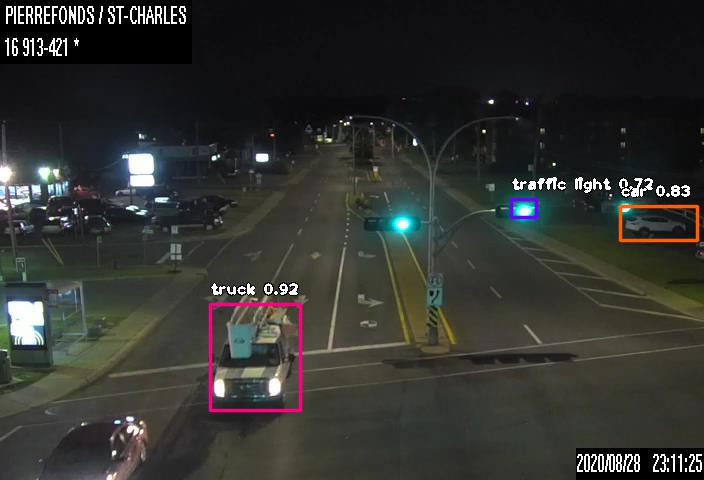 PIERREFONDS / ST-CHARLES
16 913-421 *
traffic light 0.72
car 0.83
truck 0.92
2020/08/28 23:11:25